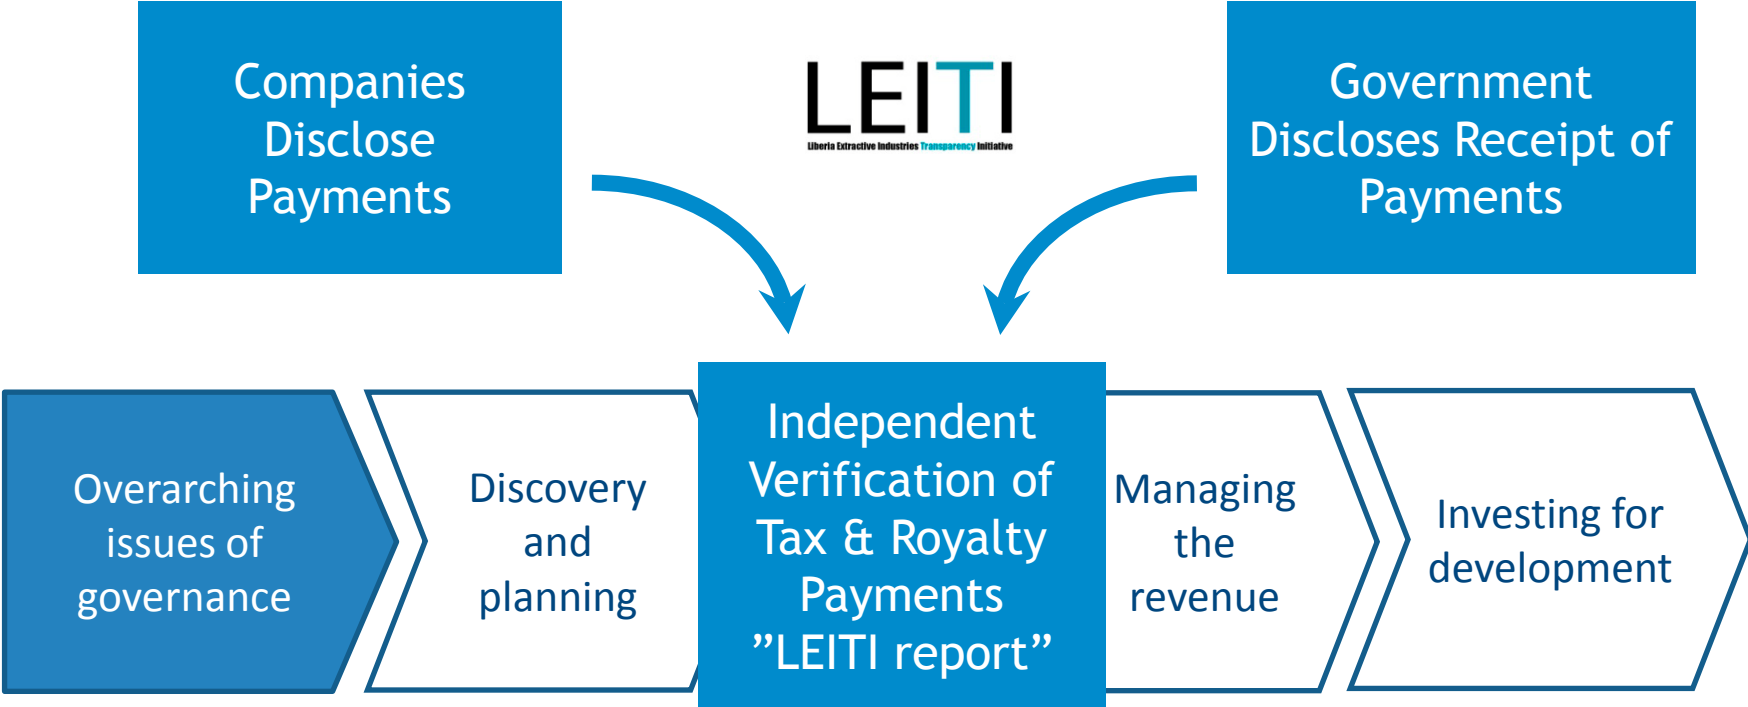 Companies
Disclose
Payments
LEITI
Liberia Extractive Industries Transparency Initiative
Government
Discloses Receipt of
Payments
Overarching
issues of
governance
Discovery
and
planning
Independent
Verification of
Tax & Royalty
Payments
”LEITI report”
Managing
the
revenue
Investing for
development